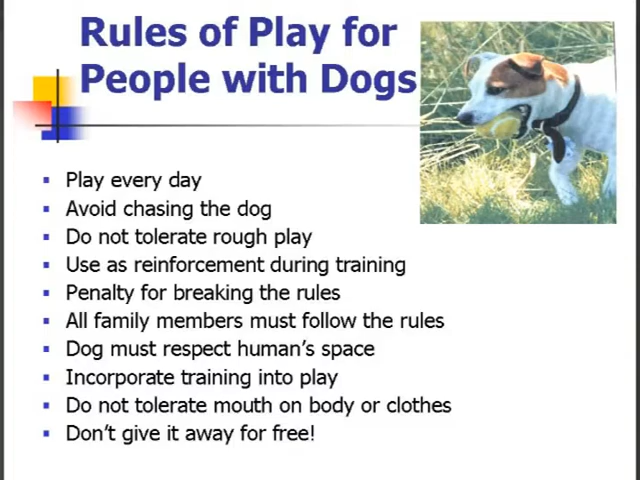 Rules of Play for
People with Dogs
Play every day
Avoid chasing the dog
Do not tolerate rough play
Use as reinforcement during training
Penalty for breaking the rules
All family members must follow the rules
Dog must respect human's space
Incorporate training into play
Do not tolerate mouth on body or clothes
Don't give it away for free!